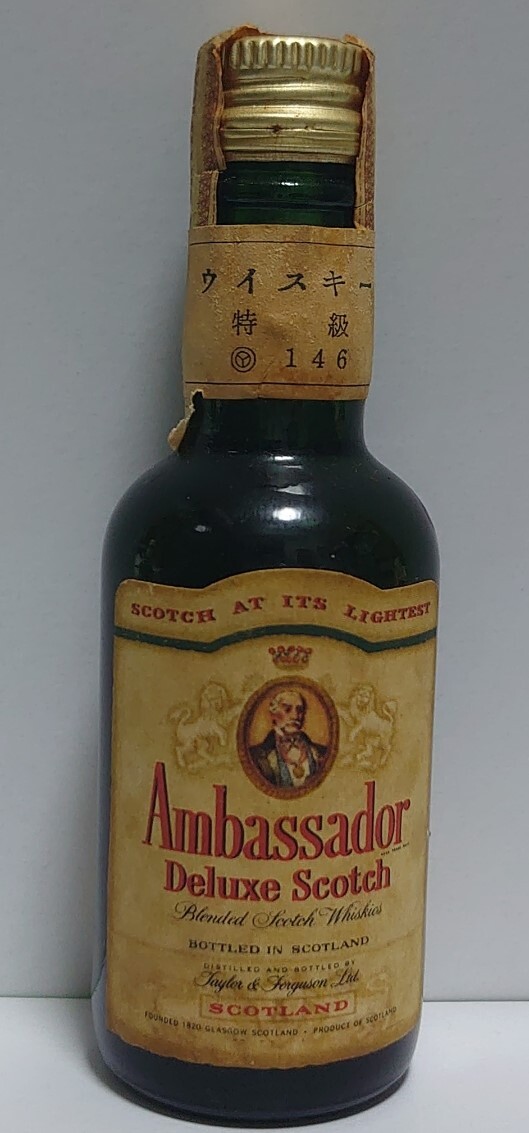 ウイスキー
特級
146
SCOTCH AT ITS LIGHTEST
Ambassador
Deluxe Scotch
Blended Scotch Whiskies
BOTTLED IN SCOTLAND
DISTILLED AND BOTTLED BY
Taylor & Ferguson Ltd.
SCOTLAND
FOUNDED 1820 GLASGOW SCOTLAND • PRODUCE OF SCOTLAND